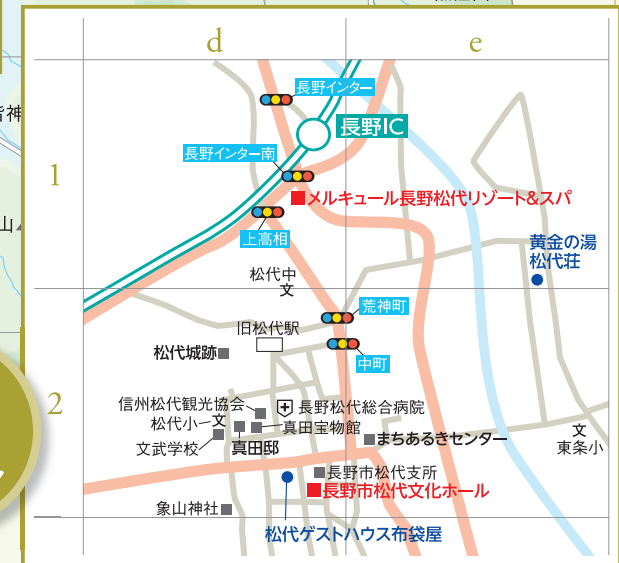 d
e
1
2
長野インター
長野IC
長野インター南
メルキュール長野松代リゾート&スパ
上高相
黄金の湯
松代荘
松代中
文
荒神町
旧松代駅
松代城跡
中町
信州松代観光協会
長野松代総合病院
松代小
文
真田宝物館
文武学校
真田邸
まちあるきセンター
文
東条小
長野市松代支所
長野市松代文化ホール
象山神社
松代ゲストハウス布袋屋
山